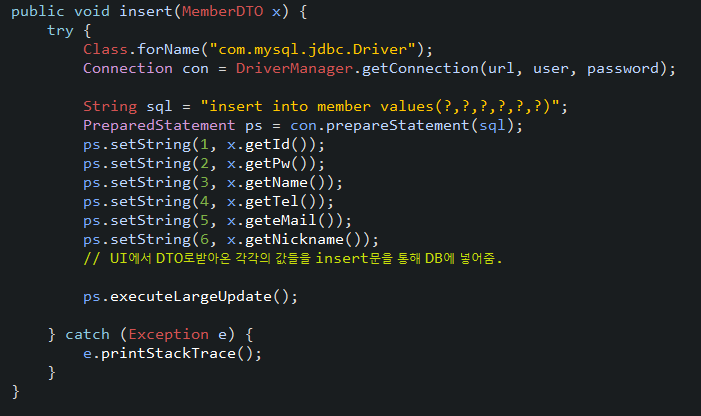 public void insert(MemberDTO x) {
    try {
        Class.forName("com.mysql.jdbc.Driver");
        Connection con = DriverManager.getConnection(url, user, password);

        String sql = "insert into member values(?,?,?,?,?,?)";
        PreparedStatement ps = con.prepareStatement(sql);
        ps.setString(1, x.getId());
        ps.setString(2, x.getPw());
        ps.setString(3, x.getName());
        ps.setString(4, x.getTel());
        ps.setString(5, x.geteMail());
        ps.setString(6, x.getNickname());
        // UI에서 DTO로받아온 각각의 값들을 insert문을 통해 DB에 넣어줌.

        ps.executeLargeUpdate();

    } catch (Exception e) {
        e.printStackTrace();
    }
}